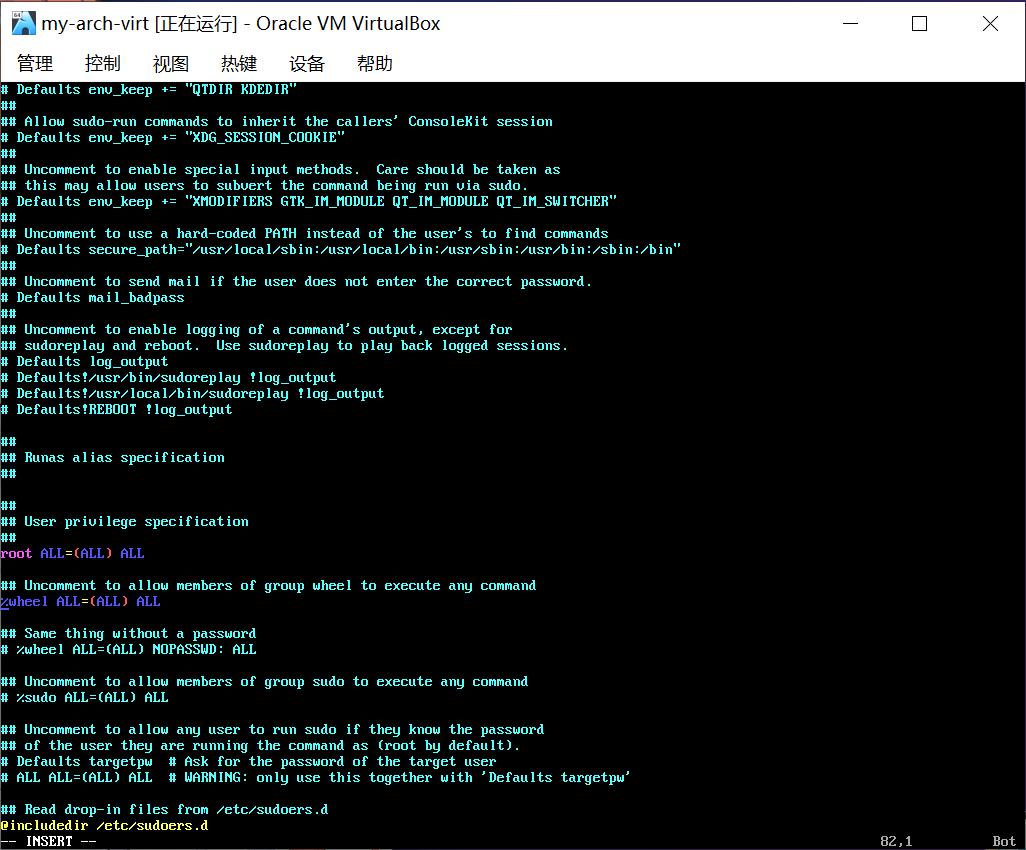 64
my-arch-virt [正在运行] - Oracle VM VirtualBox
管理 控制 视图 热键 设备 帮助
# Defaults env_keep += "QTDIR KDEDIR"
##
## Allow sudo-run commands to inherit the callers' ConsoleKit session
# Defaults env_keep += "XDG_SESSION_COOKIE"
##
## Uncomment to enable special input methods.  Care should be taken as
## this may allow users to subvert the command being run via sudo.
# Defaults env_keep += "XMODIFIERS GTK_IM_MODULE QT_IM_MODULE QT_IM_SWITCHER"
##
## Uncomment to use a hard-coded PATH instead of the user's to find commands
# Defaults secure_path="/usr/local/sbin:/usr/local/bin:/usr/sbin:/usr/bin:/sbin:/bin"
##
## Uncomment to send mail if the user does not enter the correct password.
# Defaults mail_badpass
##
## Uncomment to enable logging of a command's output, except for
## sudoreplay and reboot.  Use sudoreplay to play back logged sessions.
# Defaults log_output
# Defaults!/usr/bin/sudoreplay !log_output
# Defaults!/usr/local/bin/sudoreplay !log_output
# Defaults!REBOOT !log_output
##
## Runas alias specification
##
##
## User privilege specification
##
root ALL=(ALL) ALL
## Uncomment to allow members of group wheel to execute any command
%wheel ALL=(ALL) ALL
## Same thing without a password
# %wheel ALL=(ALL) NOPASSWD: ALL
## Uncomment to allow members of group sudo to execute any command
# %sudo ALL=(ALL) ALL
## Uncomment to allow any user to run sudo if they know the password
## of the user they are running the command as (root by default).
# Defaults targetpw  # Ask for the password of the target user
# ALL ALL=(ALL) ALL  # WARNING: only use this together with 'Defaults targetpw'
## Read drop-in files from /etc/sudoers.d
@includedir /etc/sudoers.d
-- INSERT -- 82,1 Bot